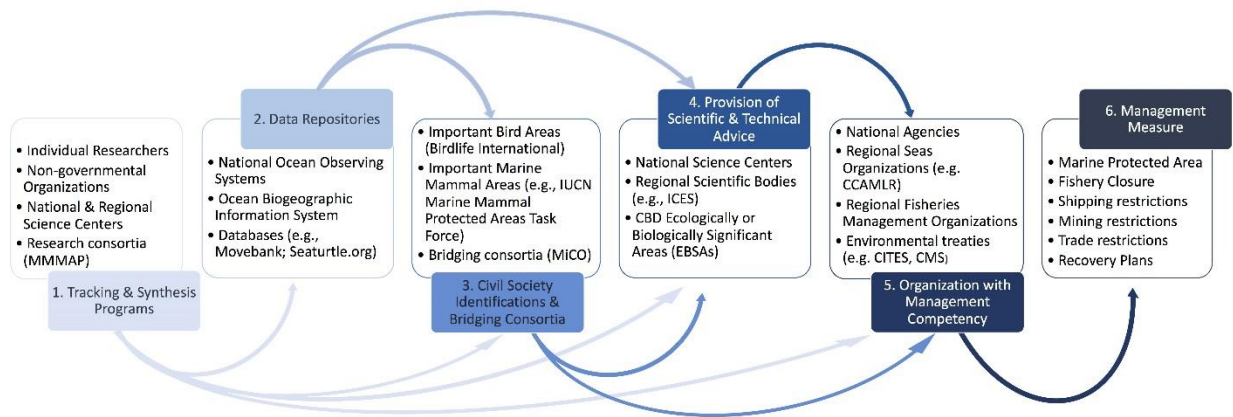 • Individual Researchers
• Non-governmental
Organizations
• National & Regional
Science Centers
• Research consortia
(MMMAP)
1. Tracking & Synthesis
Programs
2. Data Repositories
• National Ocean Observing
Systems
• Ocean Biogeographic
Information System
• Databases (e.g.,
Movebank; Seaturtle.org)
• Important Bird Areas
(Birdlife International)
• Important Marine
Mammal Areas (e.g., IUCN
Marine Mammal
Protected Areas Task
Force)
• Bridging consortia (MiCO)
3. Civil Society
Identifications &
Bridging Consortia
4. Provision of
Scientific & Technical
Advice
• National Science Centers
• Regional Scientific Bodies
(e.g., ICES)
• CBD Ecologically or
Biologically Significant
Areas (EBSAs)
• National Agencies
• Regional Seas
Organizations (e.g.
CCAMLR)
• Regional Fisheries
Management Organizations
• Environmental treaties
(e.g. CITES, CMS)
5. Organization with
Management
Competency
6. Management
Measure
• Marine Protected Area
• Fishery Closure
• Shipping restrictions
• Mining restrictions
• Trade restrictions
• Recovery Plans